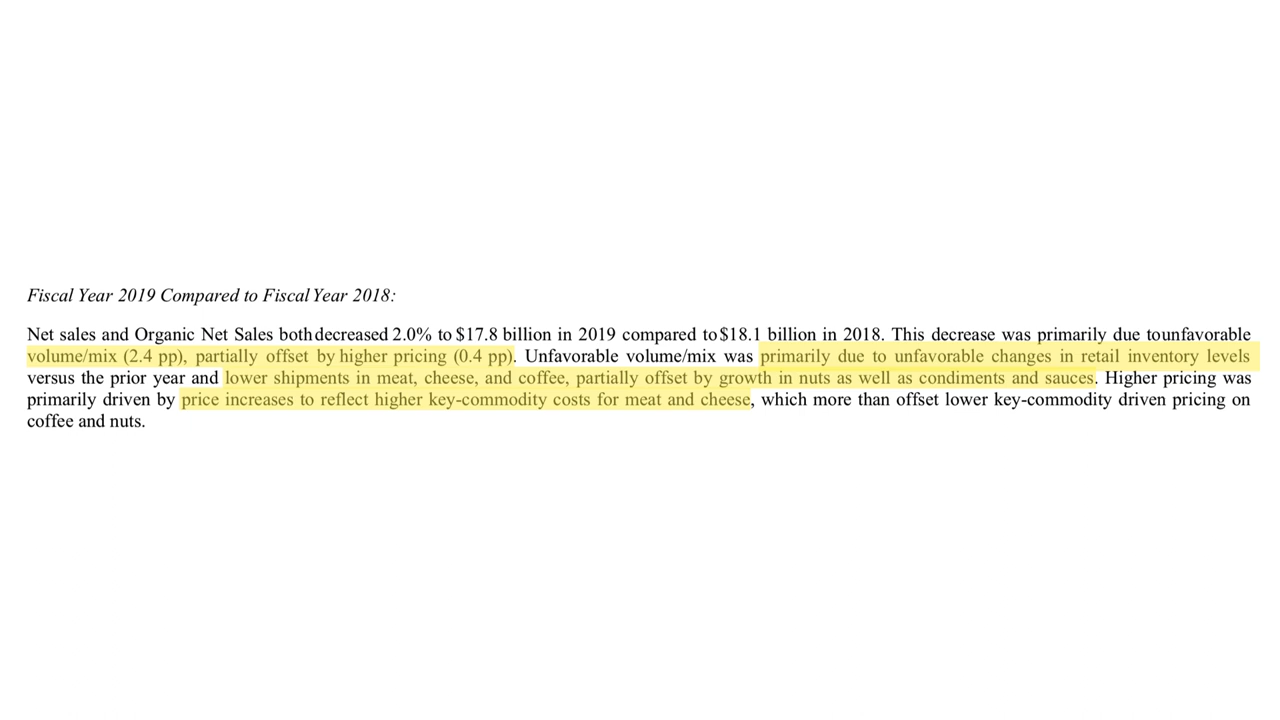 Fiscal Year 2019 Compared to Fiscal Year 2018:
Net sales and Organic Net Sales both decreased 2.0% to $17.8 billion in 2019 compared to $18.1 billion in 2018. This decrease was primarily due to unfavorable
volume/mix (2.4 pp), partially offset by higher pricing (0.4 pp). Unfavorable volume/mix was primarily due to unfavorable changes in retail inventory levels
versus the prior year and lower shipments in meat, cheese, and coffee, partially offset by growth in nuts as well as condiments and sauces. Higher pricing was
primarily driven by price increases to reflect higher key-commodity costs for meat and cheese, which more than offset lower key-commodity driven pricing on
coffee and nuts.